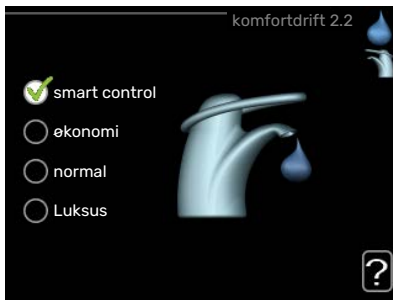 komfortdrift 2.2
smart control
økonomi
normal
Luksus
?